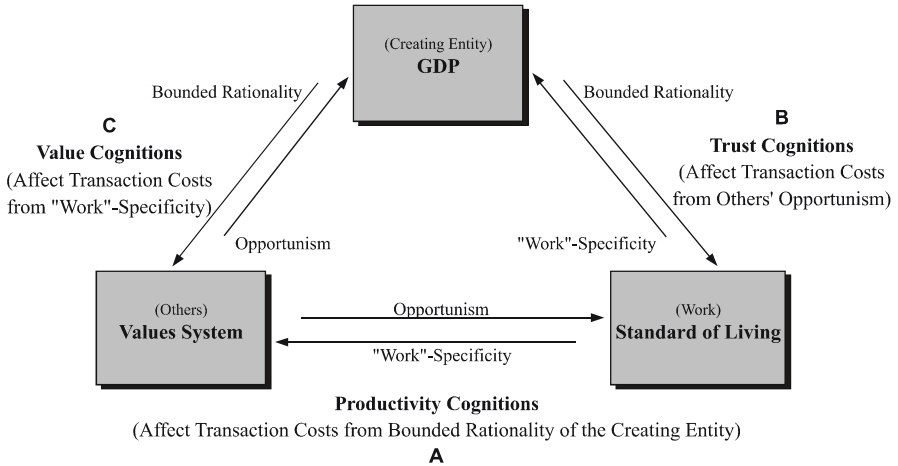 (Creating Entity)
GDP
Bounded Rationality
Bounded Rationality
C
Value Cognitions
(Affect Transaction Costs
from "Work"-Specificity)
B
Trust Cognitions
(Affect Transaction Costs
from Others' Opportunism)
Opportunism
"Work"-Specificity
(Others)
Values System
Opportunism
"Work"-Specificity
(Work)
Standard of Living
Productivity Cognitions
(Affect Transaction Costs from Bounded Rationality of the Creating Entity)
A